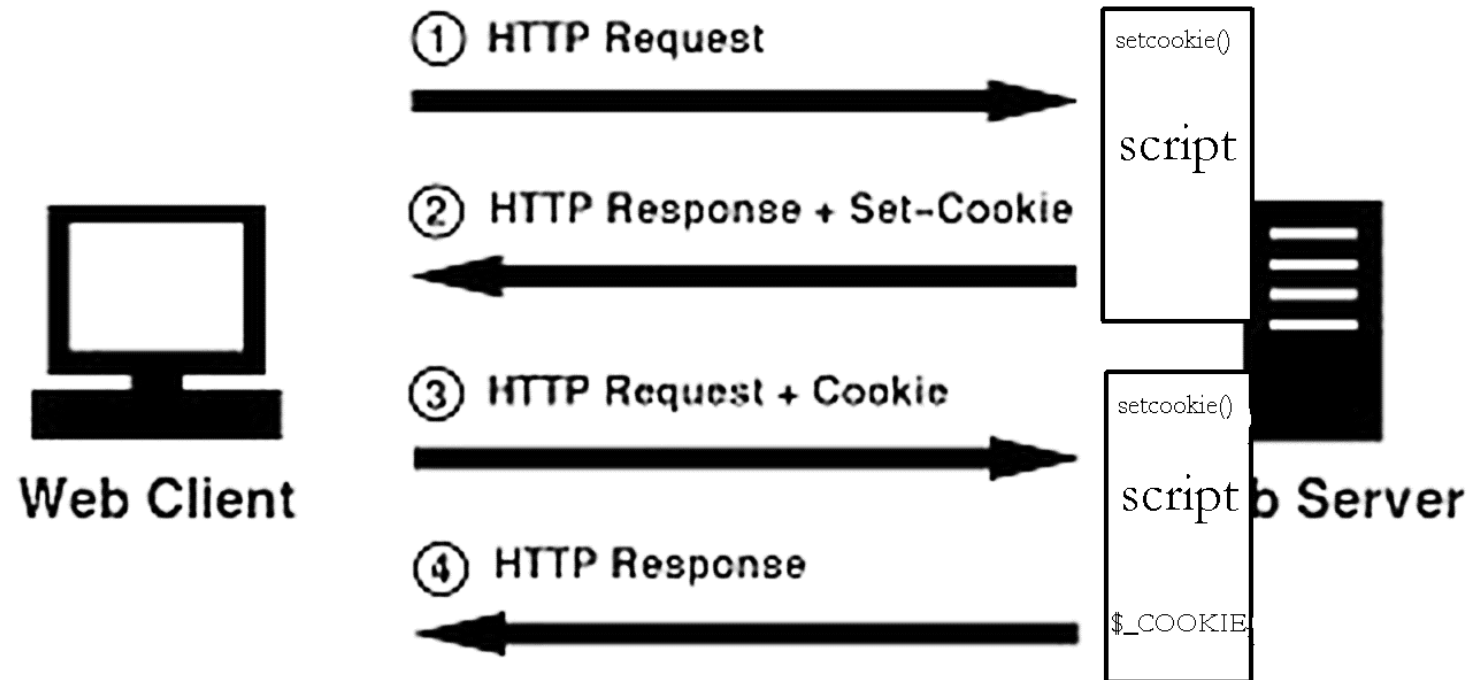 ① HTTP Request
setcookie()
script
② HTTP Response + Set-Cookie
③ HTTP Request + Cookie
setcookie()
script
Web Client
b Server
④ HTTP Response
$_COOKIE